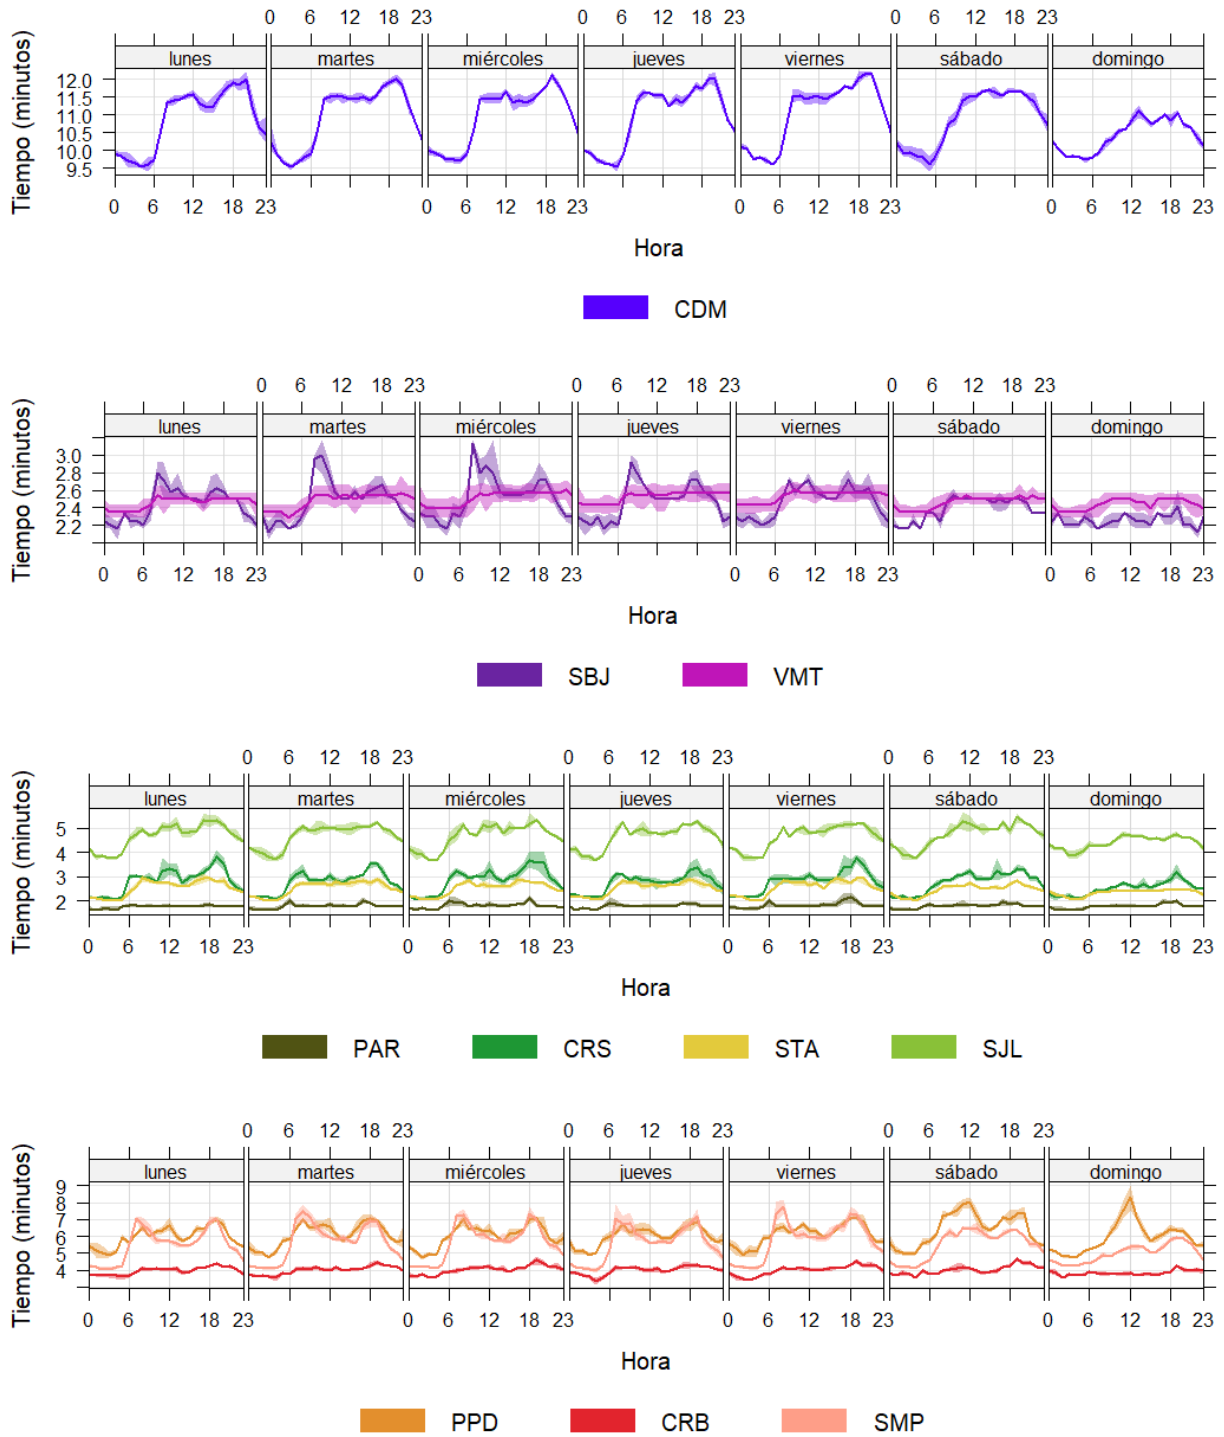 0 6 12 18 23 0 6 12 18 23 0 6 12 18 23
lunes martes miércoles jueves viernes sábado domingo
12.0
11.5
11.0
10.5
10.0
9.5
Tiempo (minutos)
0 6 12 18 23 0 6 12 18 23 0 6 12 18 23 0 6 12 18 23
Hora
CDM
0 6 12 18 23 0 6 12 18 23 0 6 12 18 23
lunes martes miércoles jueves viernes sábado domingo
3.0
2.8
2.6
2.4
2.2
Tiempo (minutos)
0 6 12 18 23 0 6 12 18 23 0 6 12 18 23 0 6 12 18 23
Hora
SBJ VMT
0 6 12 18 23 0 6 12 18 23 0 6 12 18 23
lunes martes miércoles jueves viernes sábado domingo
5
4
3
2
Tiempo (minutos)
0 6 12 18 23 0 6 12 18 23 0 6 12 18 23 0 6 12 18 23
Hora
PAR CRS STA SJL
0 6 12 18 23 0 6 12 18 23 0 6 12 18 23
lunes martes miércoles jueves viernes sábado domingo
9
8
7
6
5
4
Tiempo (minutos)
0 6 12 18 23 0 6 12 18 23 0 6 12 18 23 0 6 12 18 23
Hora
PPD CRB SMP